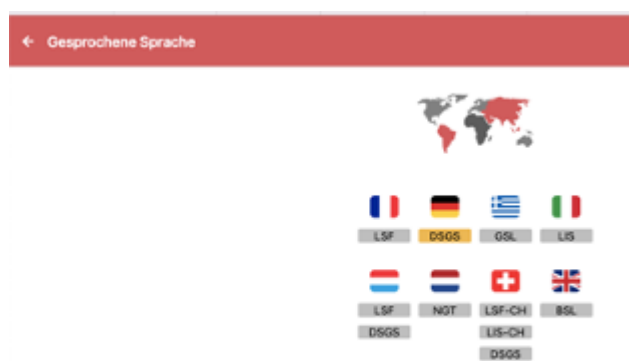 ← Gesprochene Sprache
LSF DSGS GSL LIS
LSF NGT LSF-CH BSL
DSGS LIS-CH
DSGS